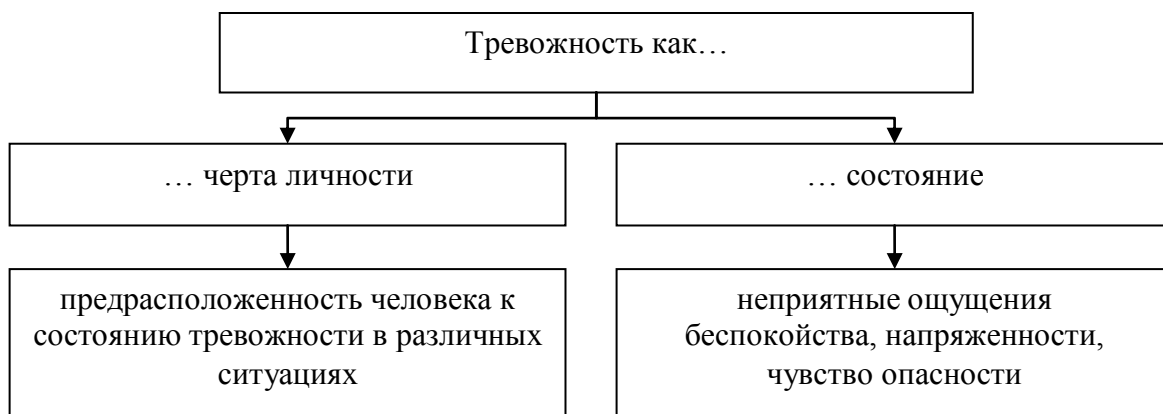 Тревожность как…
… черта личности
… состояние
предрасположенность человека к
состоянию тревожности в различных
ситуациях
неприятные ощущения
беспокойства, напряженности,
чувство опасности